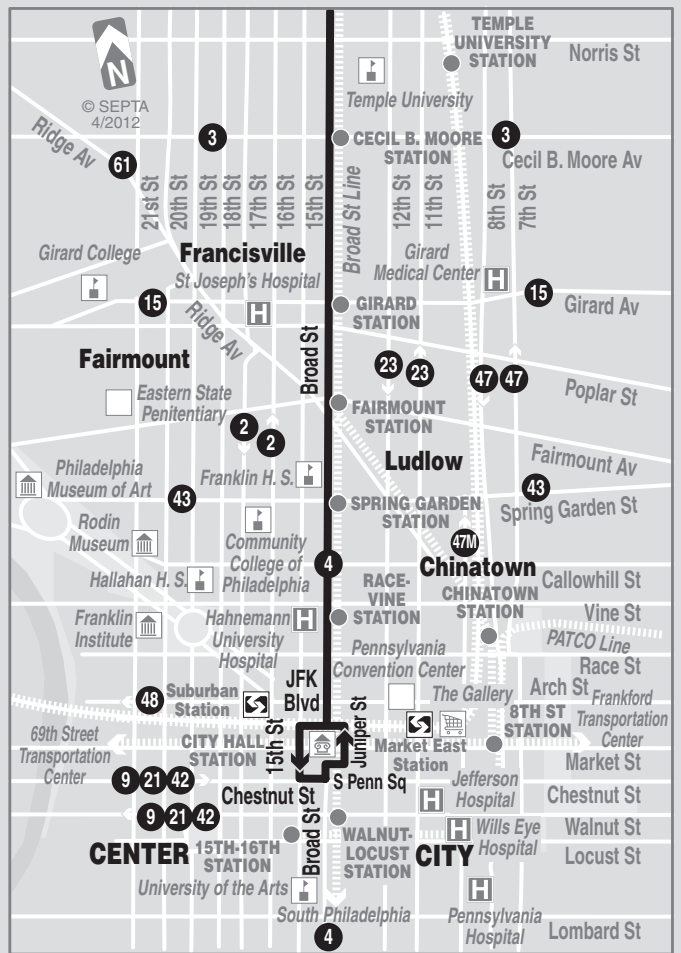 TEMPLE
UNIVERSITY
STATION
Norris St
N
© SEPTA
4/2012
Temple University
Ridge Av
3
CECIL B. MOORE
STATION
3
Cecil B. Moore Av
61
21st St
20th St
19th St
18th St
17th St
16th St
15th St
Broad St Line
12th St
11th St
8th St
7th St
Girard College
Francisville
St Joseph's Hospital
H
Girard
Medical Center
H
15
GIRARD
STATION
15
Girard Av
Ridge Av
Broad St
Fairmount
23
23
47
47
Poplar St
Eastern State
Penitentiary
FAIRMOUNT
STATION
2
2
Ludlow
Fairmount Av
Philadelphia
Museum of Art
Franklin H. S.
43
43
SPRING GARDEN
STATION
Spring Garden St
Rodin
Museum
Community
College of
Philadelphia
47M
4
Chinatown
Hallahan H. S.
RACE-
VINE
STATION
CHINATOWN
STATION
Callowhill St
Franklin
Institute
Hahnemann
University
Hospital
H
Vine St
PATCO Line
Pennsylvania
Convention Center
Race St
JFK
Blvd
48
Suburban
Station
Juniper St
The Gallery
Arch St
Frankford
Transportation
Center
69th Street
Transportation
Center
CITY HALL
STATION
15th St
Market East
Station
8TH ST
STATION
Market St
9
21
42
S Penn Sq
Chestnut St
Jefferson
Hospital
H
Chestnut St
9
21
42
Broad St
WALNUT-
LOCUST
STATION
H
Wills Eye
Hospital
Walnut St
CENTER
15TH-16TH
STATION
CITY
Locust St
University of the Arts
H
South Philadelphia
4
Pennsylvania
Hospital
Lombard St